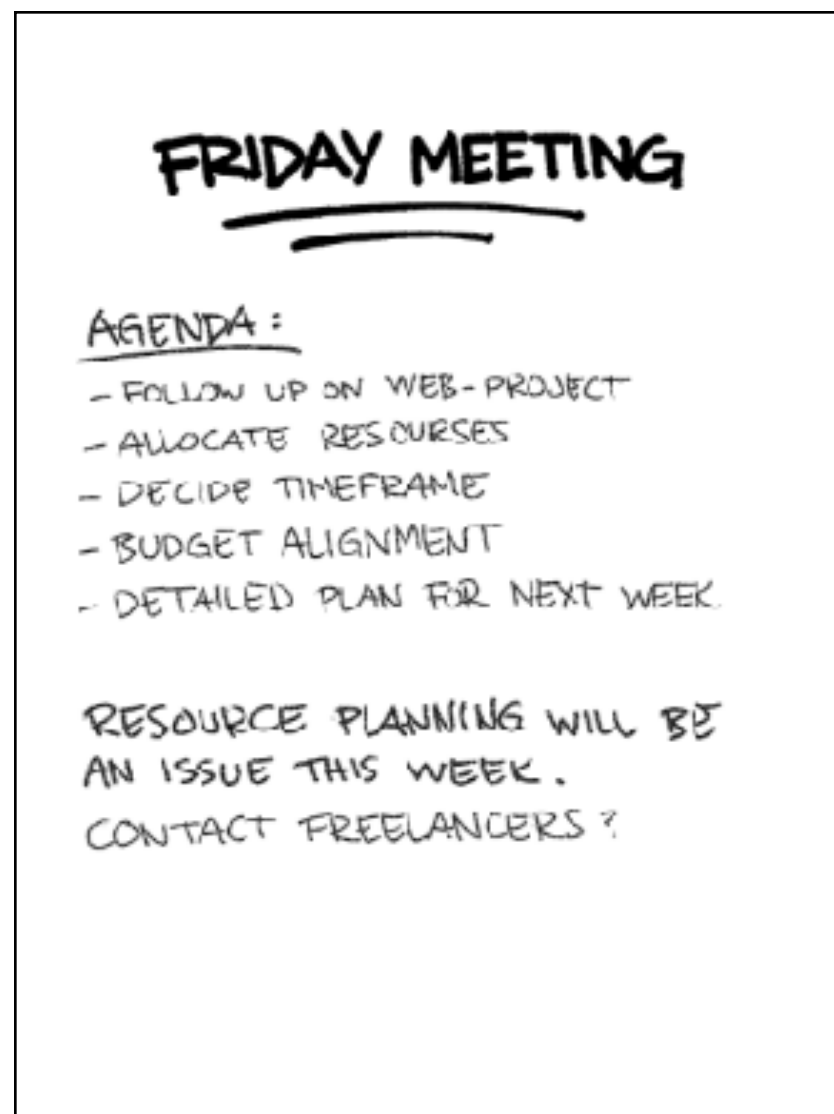 FRIDAY MEETING
AGENDA:
- FOLLOW UP ON WEB-PROJECT
- ALLOCATE RESOURSES
- DECIDE TIMEFRAME
- BUDGET ALIGNMENT
- DETAILED PLAN FOR NEXT WEEK.
RESOURCE PLANNING WILL BE
AN ISSUE THIS WEEK.
CONTACT FREELANCERS?